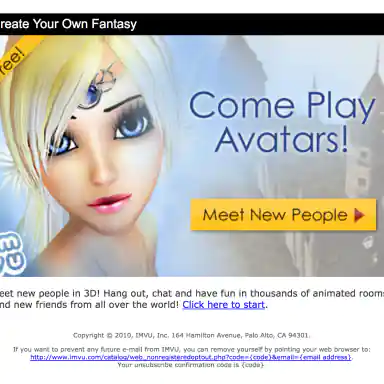 reate Your Own Fantasy
ree!
Come Play
Avatars!
Meet New People
3D
eet new people in 3D! Hang out, chat and have fun in thousands of animated rooms
nd new friends from all over the world! Click here to start.
Copyright © 2010, IMVU, Inc. 164 Hamilton Avenue, Palo Alto, CA 94301.
If you want to prevent any future e-mail from IMVU, you can remove yourself by pointing your web browser to:
http://www.imvu.com/catalog/web_nonregisteredoptout.php?code={code}&email={email address}.
Your unsubscribe confirmation code is {code}